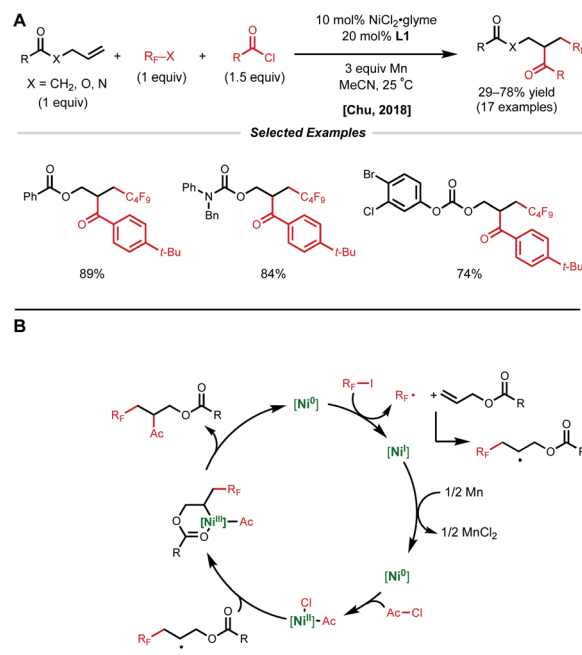 A
O
R
X
X = CH2, O, N
(1 equiv)
+
RF–X
(1 equiv)
+
O
R
Cl
(1.5 equiv)
10 mol% NiCl2•glyme
20 mol% L1
3 equiv Mn
MeCN, 25 °C
[Chu, 2018]
O
R
X
RF
O
R
29–78% yield
(17 examples)
Selected Examples
O
Ph
O
C4F9
O
t-Bu
89%
Ph
N
Bn
O
O
C4F9
O
t-Bu
84%
Br
Cl
O
O
O
C4F9
O
t-Bu
74%
B
RF
Ac
O
O
R
[Ni0]
RF–I
RF•
+
O
O
R
RF
O
O
R
[NiI]
1/2 Mn
1/2 MnCl2
[Ni0]
Ac–Cl
Cl
[NiII]–Ac
RF
O
O
R
RF
O
[NiIII]–Ac
O
R